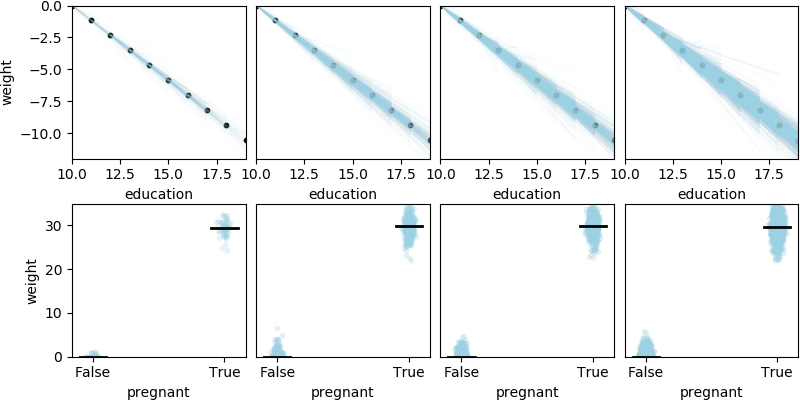 0.0
−2.5
−5.0
−7.5
−10.0
weight
10.0 12.5 15.0 17.5 10.0 12.5 15.0 17.5 10.0 12.5 15.0 17.5 10.0 12.5 15.0 17.5
education education education education
30
20
10
0
weight
False True False True False True False True
pregnant pregnant pregnant pregnant